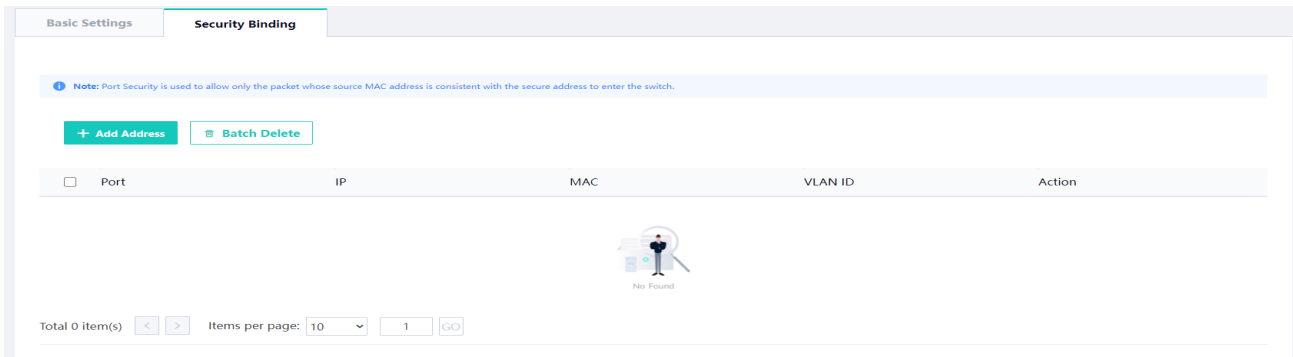 Basic Settings Security Binding
Note: Port Security is used to allow only the packet whose source MAC address is consistent with the secure address to enter the switch.
+ Add Address Batch Delete
Port IP MAC VLAN ID Action
No Found
Total 0 item(s) < > Items per page: 10 1 GO